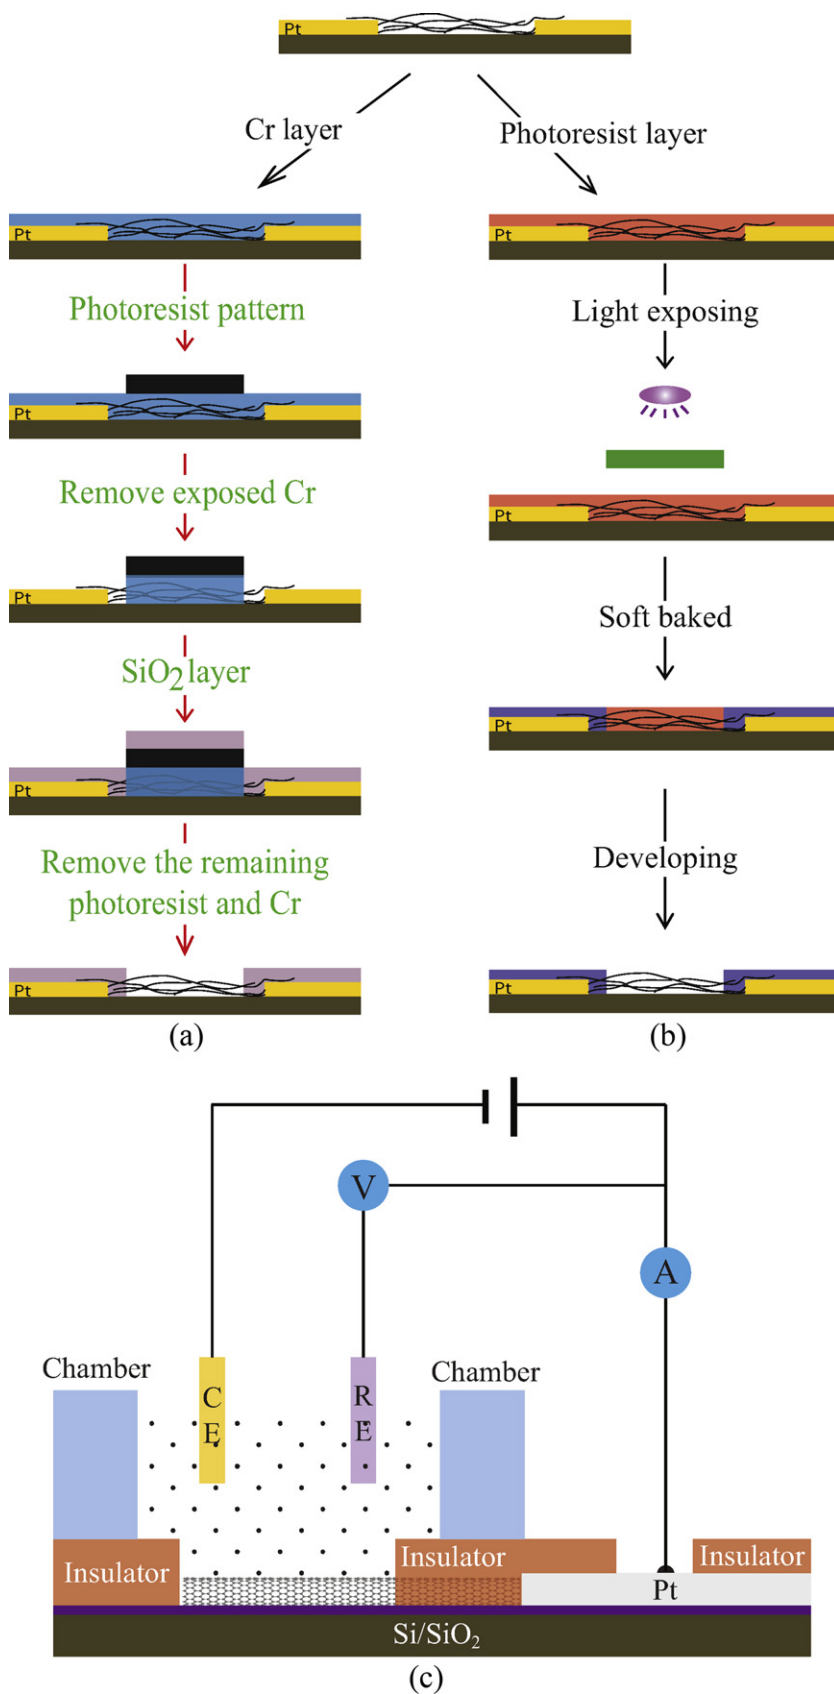 Pt
Cr layer
Photoresist layer
Pt
Pt
Photoresist pattern
Light exposing
Pt
Remove exposed Cr
Pt
Pt
Soft baked
SiO2 layer
Pt
Pt
Remove the remaining
photoresist and Cr
Developing
Pt
Pt
(a)
(b)
V
A
Chamber
Chamber
C
E
R
E
Insulator
Insulator
Insulator
Pt
Si/SiO2
(c)